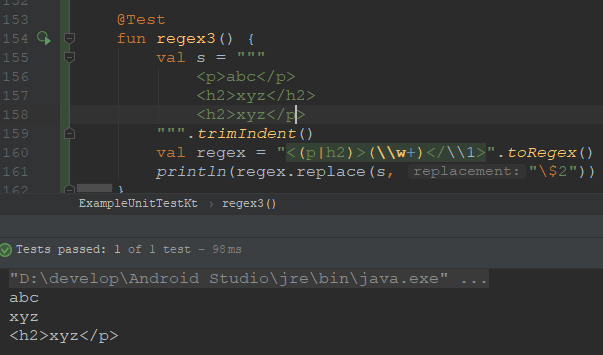 152
153 @Test
154 fun regex3() {
155 val s = """
156 <p>abc</p>
157 <h2>xyz</h2>
158 <h2>xyz</p>
159 """.trimIndent()
160 val regex = "<(p|h2)>(\\w+)</\\1>".toRegex()
161 println(regex.replace(s, replacement: "\$2"))
162 }
ExampleUnitTestKt › regex3()
Tests passed: 1 of 1 test – 98 ms
"D:\develop\Android Studio\jre\bin\java.exe" ...
abc
xyz
<h2>xyz</p>